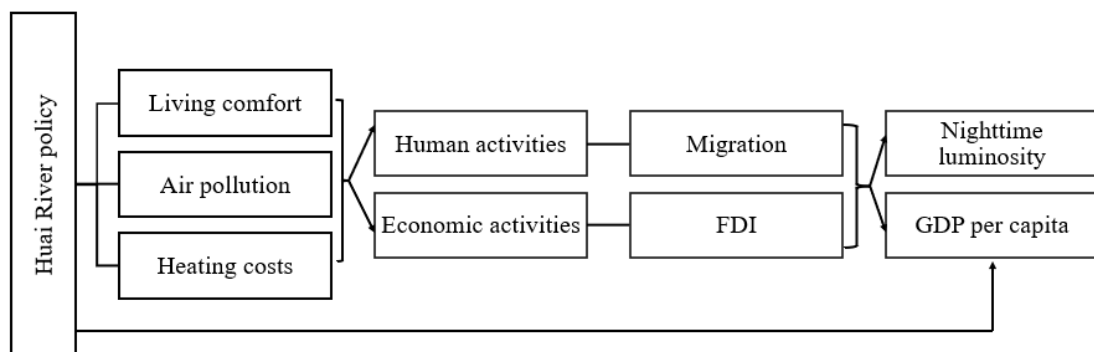 Huai River policy
Living comfort
Air pollution
Heating costs
Human activities
Economic activities
Migration
FDI
Nighttime
luminosity
GDP per capita